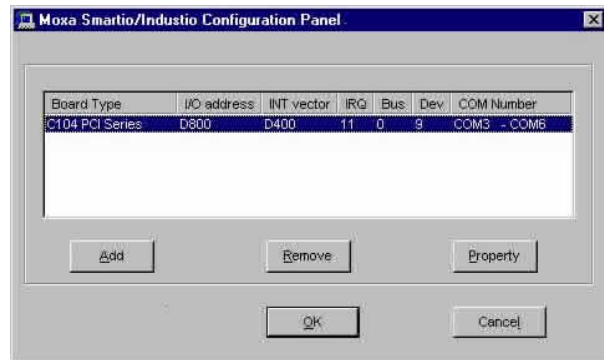 Moxa Smartio/Industio Configuration Panel
Board Type I/O address INT vector IRQ Bus Dev COM Number
C104 PCI Series D800 D400 11 0 9 COM3 - COM6
Add Remove Property
OK Cancel